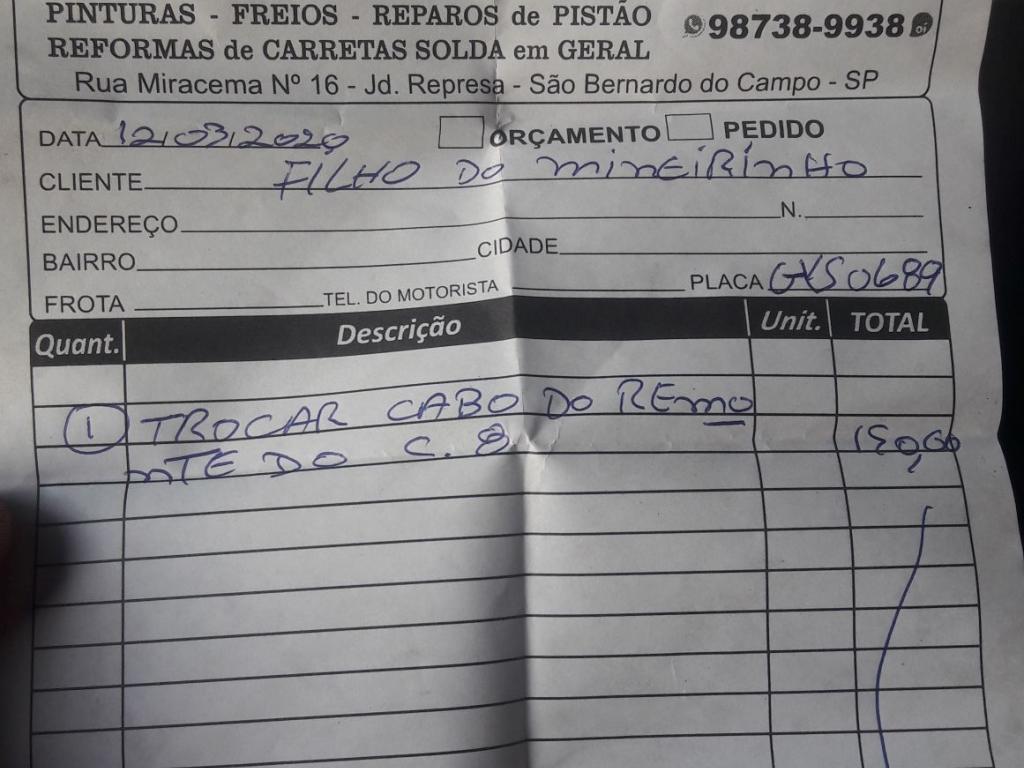 PINTURAS - FREIOS - REPAROS de PISTÃO
REFORMAS de CARRETAS SOLDA em GERAL
98738-9938
Rua Miracema Nº 16 - Jd. Represa - São Bernardo do Campo - SP
DATA 12/03/2020 ORÇAMENTO PEDIDO
CLIENTE FILHO DO MINEIRINHO
ENDEREÇO N.
BAIRRO CIDADE
FROTA TEL. DO MOTORISTA PLACA GXS0689
Quant. Descrição Unit. TOTAL
1 TROCAR CABO DO REMO
MTE DO C. 8 150,00